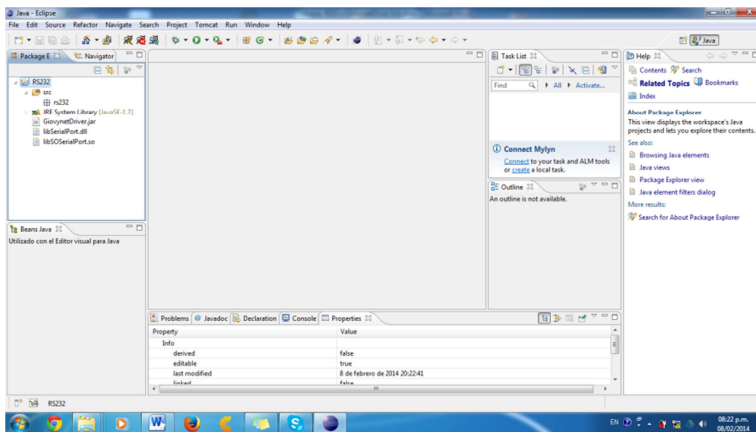 Java - Eclipse
File Edit Source Refactor Navigate Search Project Tomcat Run Window Help
Java
Package E
Navigator
RS232
src
rs232
JRE System Library [JavaSE-1.7]
GiovynetDriver.jar
libSerialPort.dll
libSOSerialPort.so
Beans Java
Utilizado con el Editor visual para Java
Task List
Find
All
Activate...
Connect Mylyn
Connect to your task and ALM tools
or create a local task.
Outline
An outline is not available.
Help
Contents Search
Related Topics Bookmarks
Index
About Package Explorer
This view displays the workspace's Java
projects and lets you explore their contents.
See also:
Browsing Java elements
Java views
Package Explorer view
Java element filters dialog
More results:
Search for About Package Explorer
Problems Javadoc Declaration Console Properties
Property Value
Info
derived false
editable true
last modified 8 de febrero de 2014 20:22:41
linked false
RS232
EN
08:22 p.m.
08/02/2014